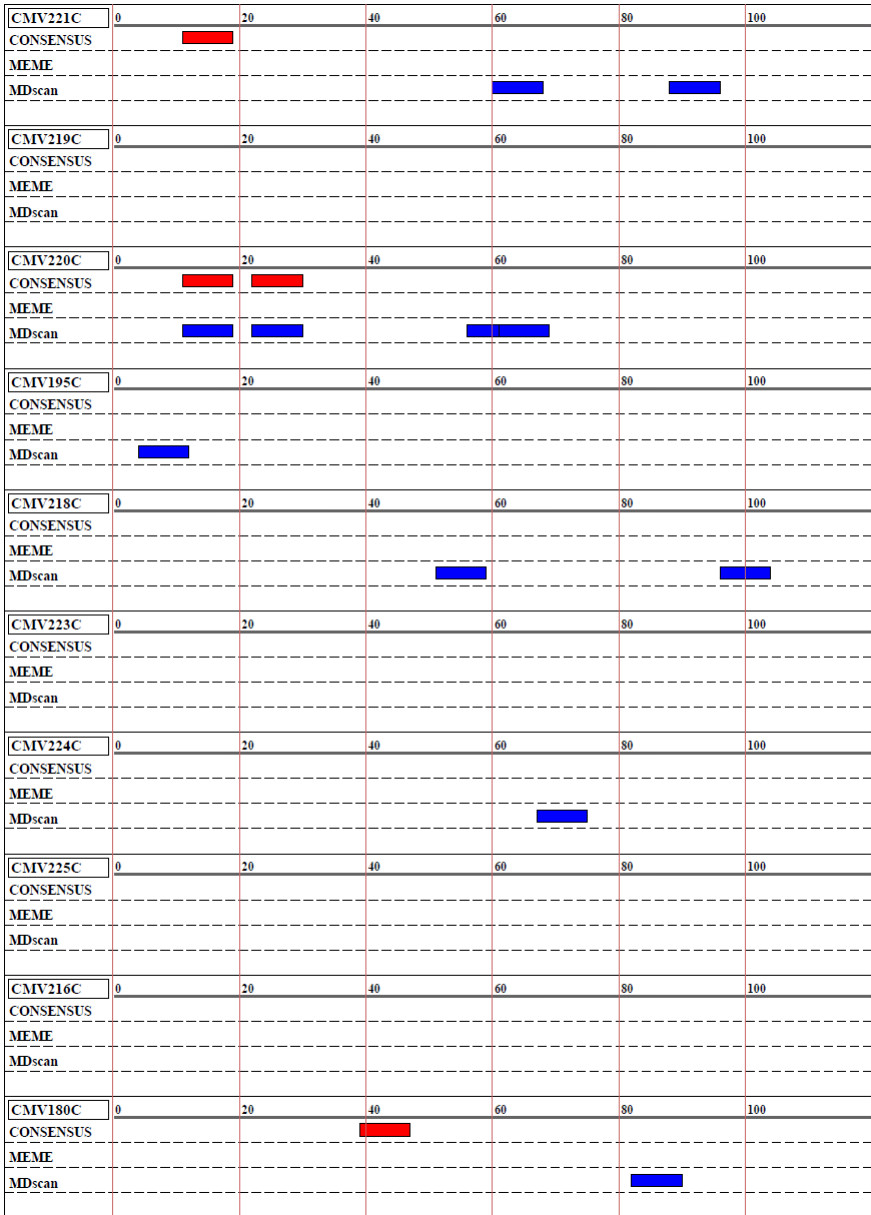 CMV221C 0 20 40 60 80 100
CONSENSUS
MEME
MDscan
CMV219C 0 20 40 60 80 100
CONSENSUS
MEME
MDscan
CMV220C 0 20 40 60 80 100
CONSENSUS
MEME
MDscan
CMV195C 0 20 40 60 80 100
CONSENSUS
MEME
MDscan
CMV218C 0 20 40 60 80 100
CONSENSUS
MEME
MDscan
CMV223C 0 20 40 60 80 100
CONSENSUS
MEME
MDscan
CMV224C 0 20 40 60 80 100
CONSENSUS
MEME
MDscan
CMV225C 0 20 40 60 80 100
CONSENSUS
MEME
MDscan
CMV216C 0 20 40 60 80 100
CONSENSUS
MEME
MDscan
CMV180C 0 20 40 60 80 100
CONSENSUS
MEME
MDscan